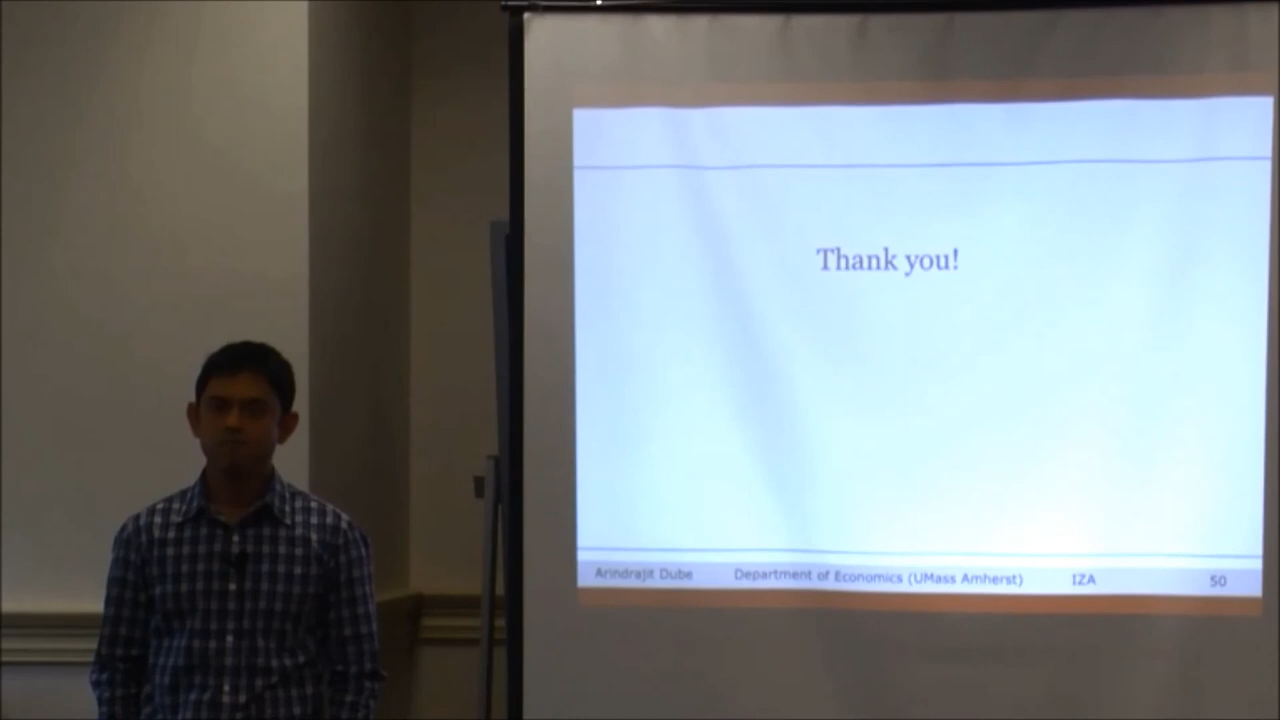 Thank you!
Arindrajit Dube Department of Economics (UMass Amherst) IZA 50